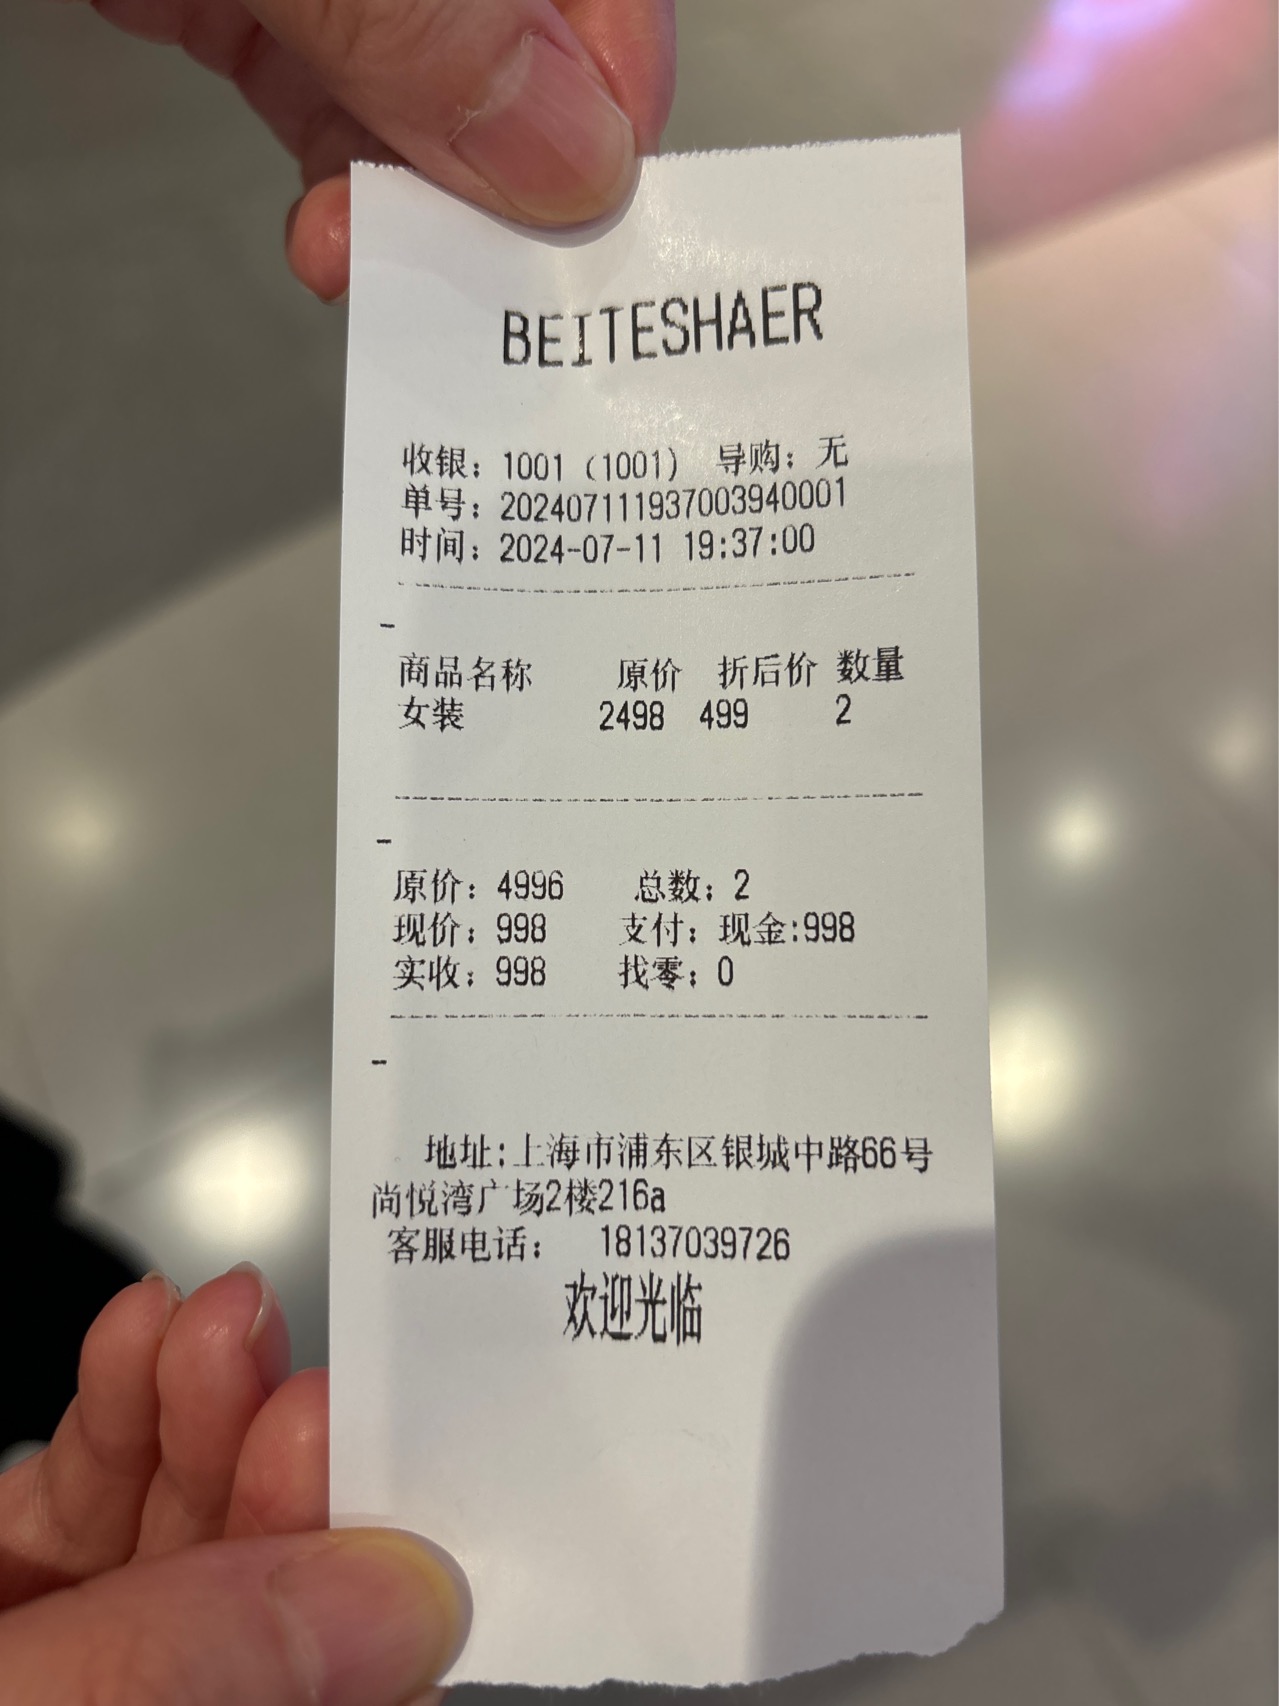 BEITESHAER
收银：1001（1001） 导购：无
单号：202407111937003940001
时间：2024-07-11 19:37:00
-
商品名称 原价 折后价 数量
女装 2498 499 2
-
原价：4996 总数：2
现价：998 支付：现金:998
实收：998 找零：0
-
地址:上海市浦东区银城中路66号
尚悦湾广场2楼216a
客服电话： 18137039726
欢迎光临